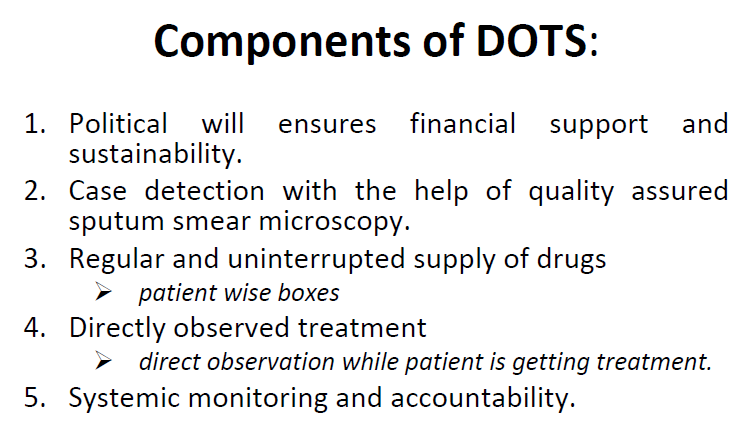 Components of DOTS:
1. Political will ensures financial support and
sustainability.
2. Case detection with the help of quality assured
sputum smear microscopy.
3. Regular and uninterrupted supply of drugs
➢ patient wise boxes
4. Directly observed treatment
➢ direct observation while patient is getting treatment.
5. Systemic monitoring and accountability.